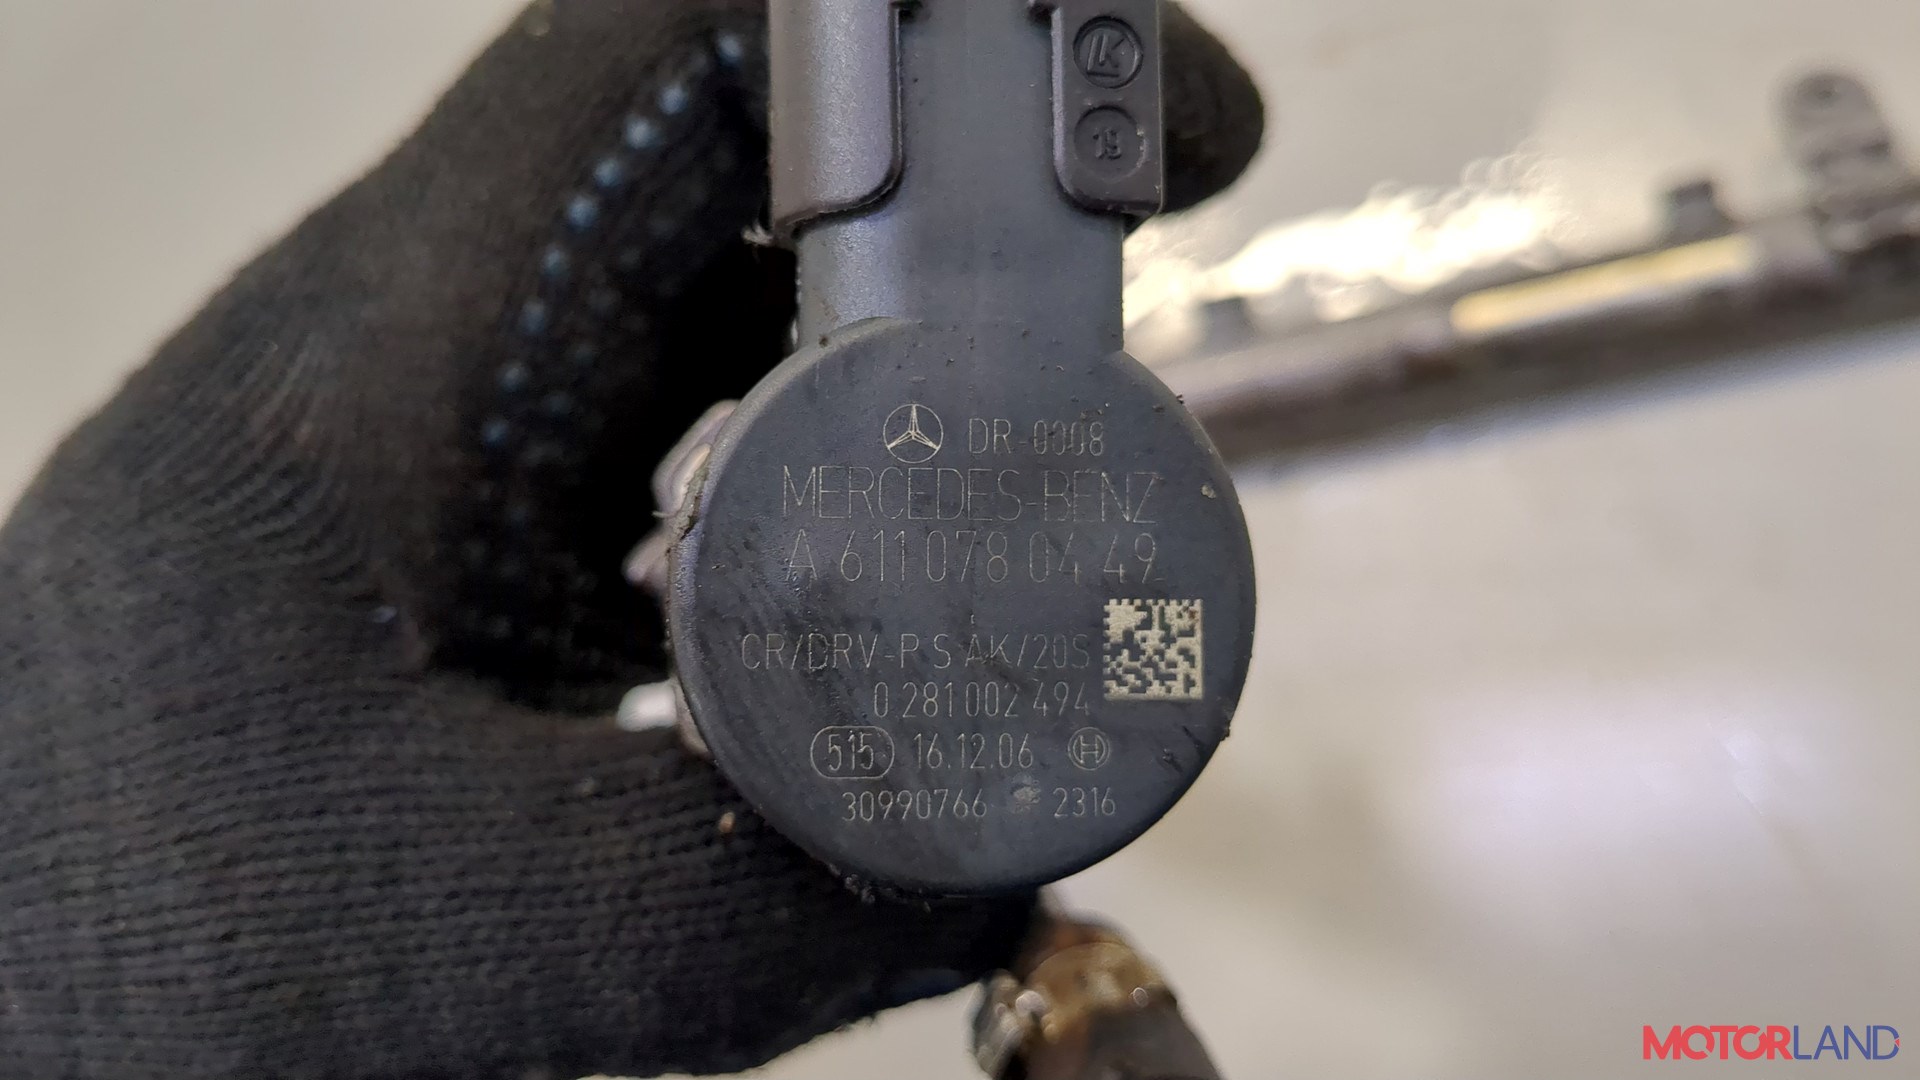 LK
19
DR-0008
MERCEDES-BENZ
A 611 078 04 49
CR/DRV-P S AK/20S
0 281 002 494
515 16.12.06 H
30990766 2316
MOTORLAND